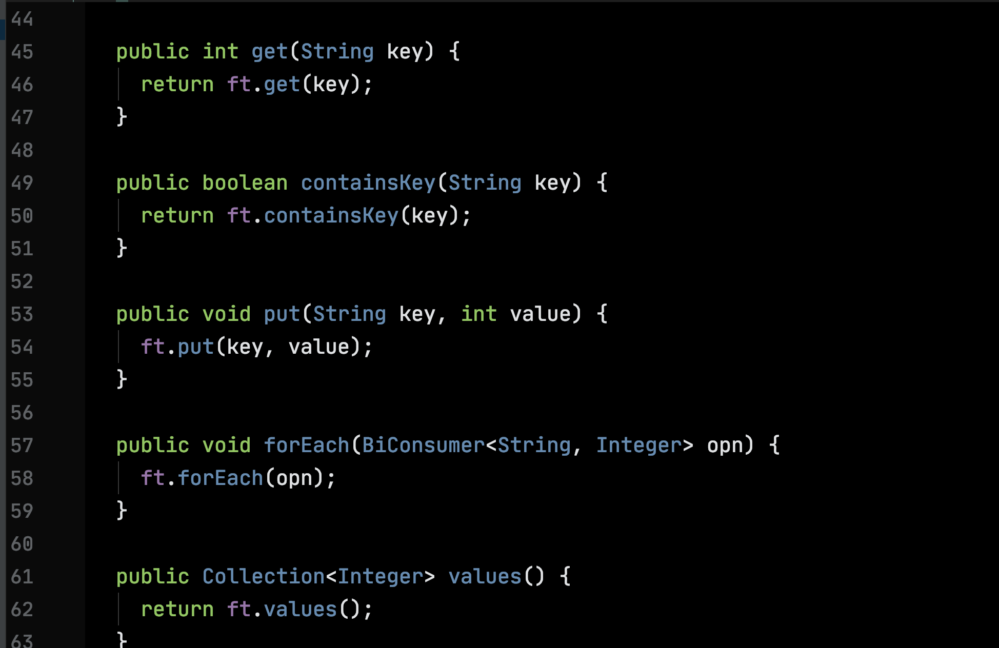 44
45 public int get(String key) {
46 return ft.get(key);
47 }
48
49 public boolean containsKey(String key) {
50 return ft.containsKey(key);
51 }
52
53 public void put(String key, int value) {
54 ft.put(key, value);
55 }
56
57 public void forEach(BiConsumer<String, Integer> opn) {
58 ft.forEach(opn);
59 }
60
61 public Collection<Integer> values() {
62 return ft.values();
63 }